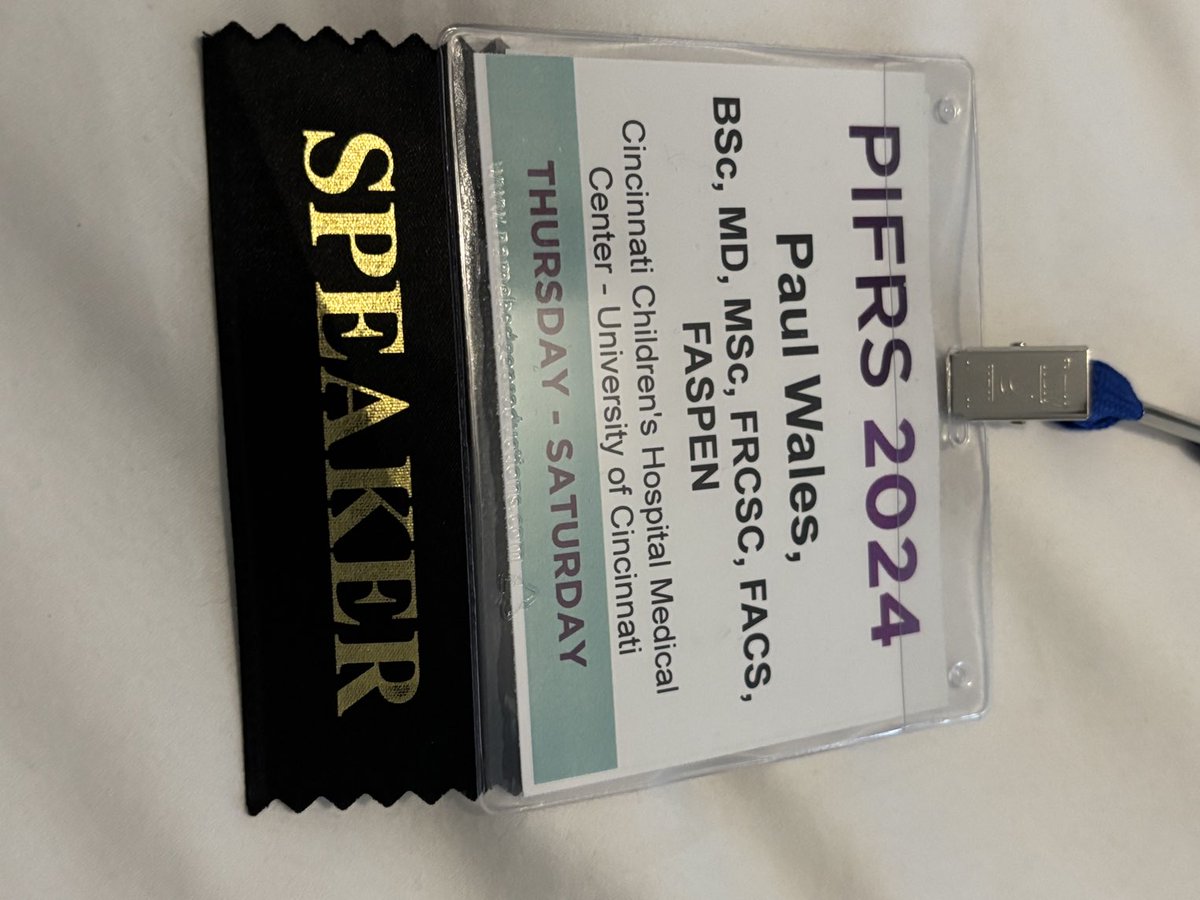 PIFRS 2024
Paul Wales,
BSc, MD, MSc, FRCSC, FACS,
FASPEN
Cincinnati Children's Hospital Medical
Center - University of Cincinnati
THURSDAY - SATURDAY
SPEAKER